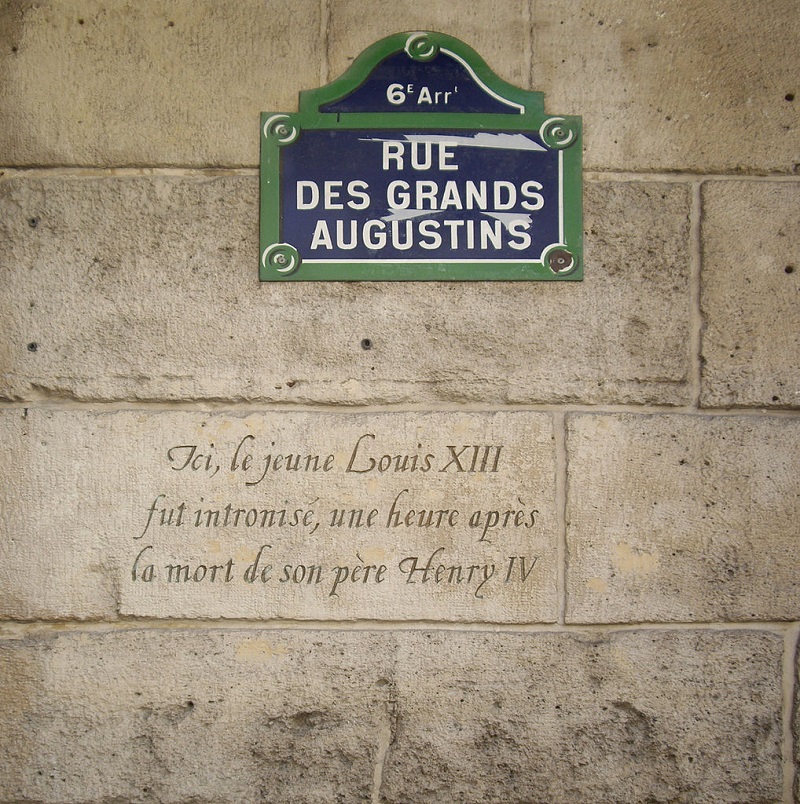 6E Arrt
RUE
DES GRANDS
AUGUSTINS
Ici, le jeune Louis XIII
fut intronisé, une heure après
la mort de son père Henry IV